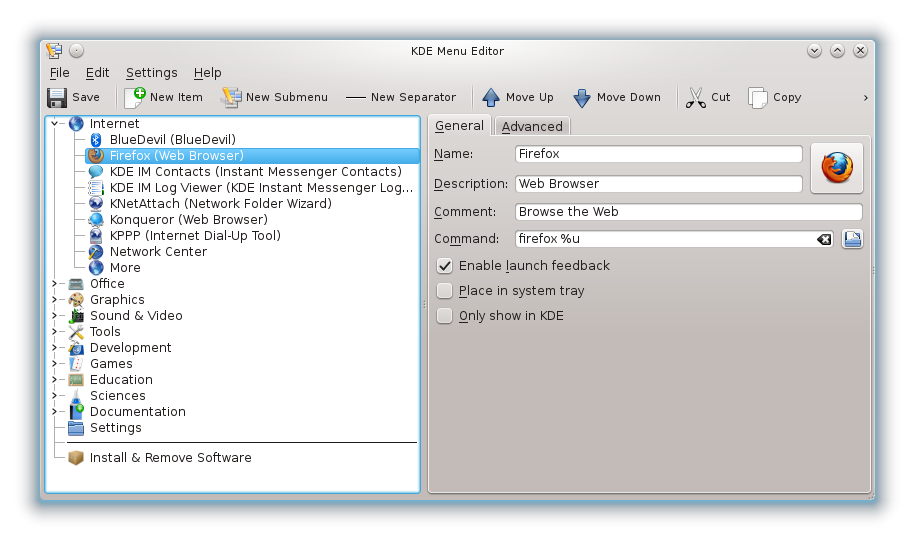 KDE Menu Editor
File Edit Settings Help
Save New Item New Submenu New Separator Move Up Move Down Cut Copy
Internet
BlueDevil (BlueDevil)
Firefox (Web Browser)
KDE IM Contacts (Instant Messenger Contacts)
KDE IM Log Viewer (KDE Instant Messenger Log...
KNetAttach (Network Folder Wizard)
Konqueror (Web Browser)
KPPP (Internet Dial-Up Tool)
Network Center
More
Office
Graphics
Sound & Video
Tools
Development
Games
Education
Sciences
Documentation
Settings
Install & Remove Software
General Advanced
Name: Firefox
Description: Web Browser
Comment: Browse the Web
Command: firefox %u
Enable launch feedback
Place in system tray
Only show in KDE